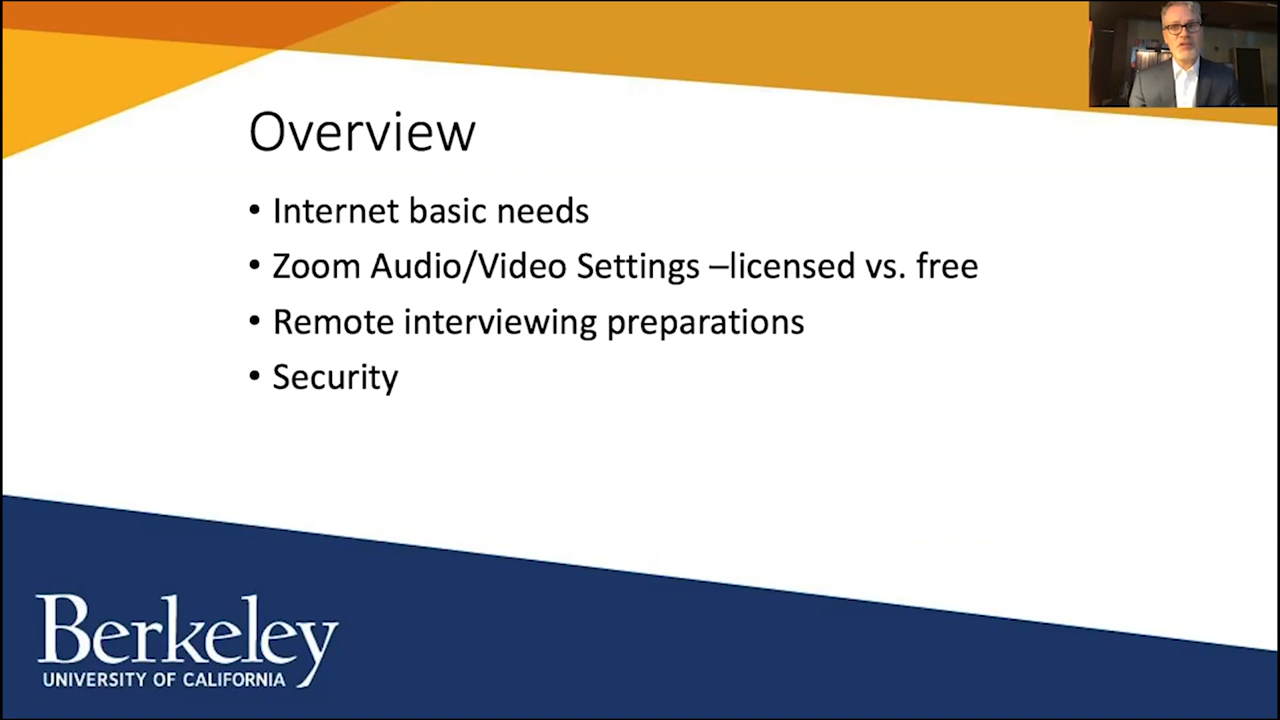 Overview
• Internet basic needs
• Zoom Audio/Video Settings –licensed vs. free
• Remote interviewing preparations
• Security
Berkeley
UNIVERSITY OF CALIFORNIA